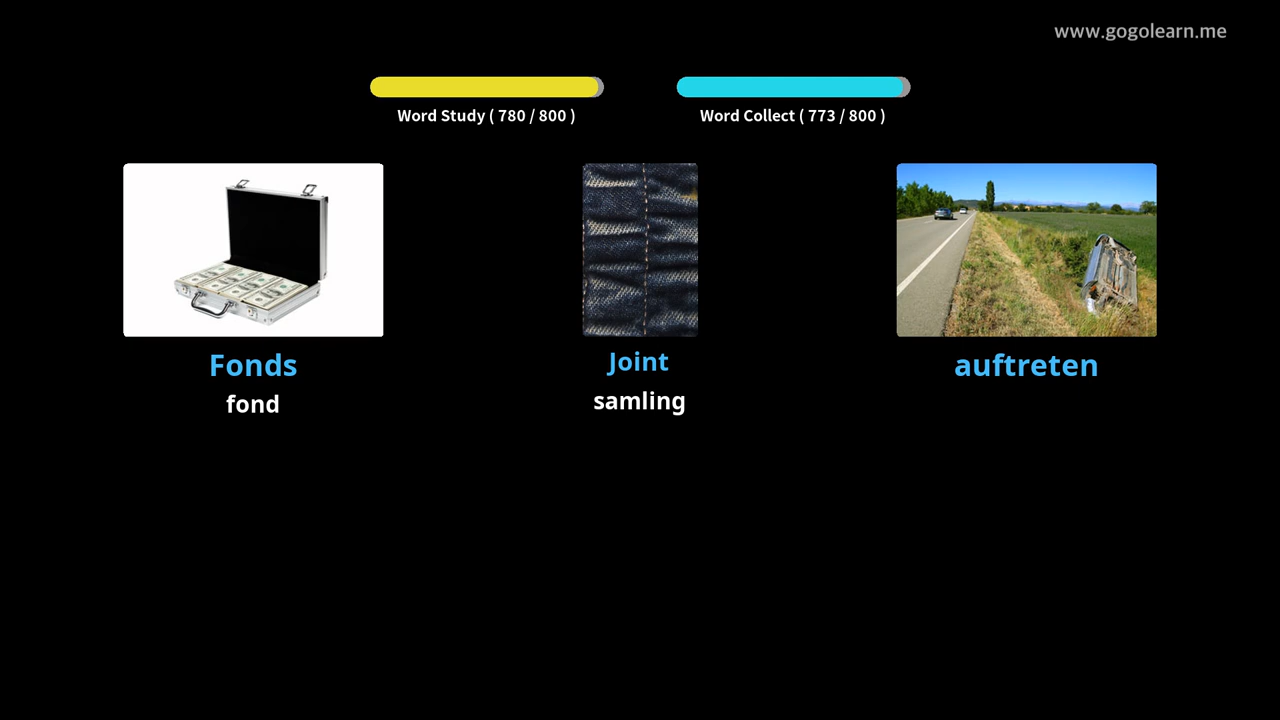 www.gogolearn.me
Word Study ( 780 / 800 )
Word Collect ( 773 / 800 )
Fonds
fond
Joint
samling
auftreten